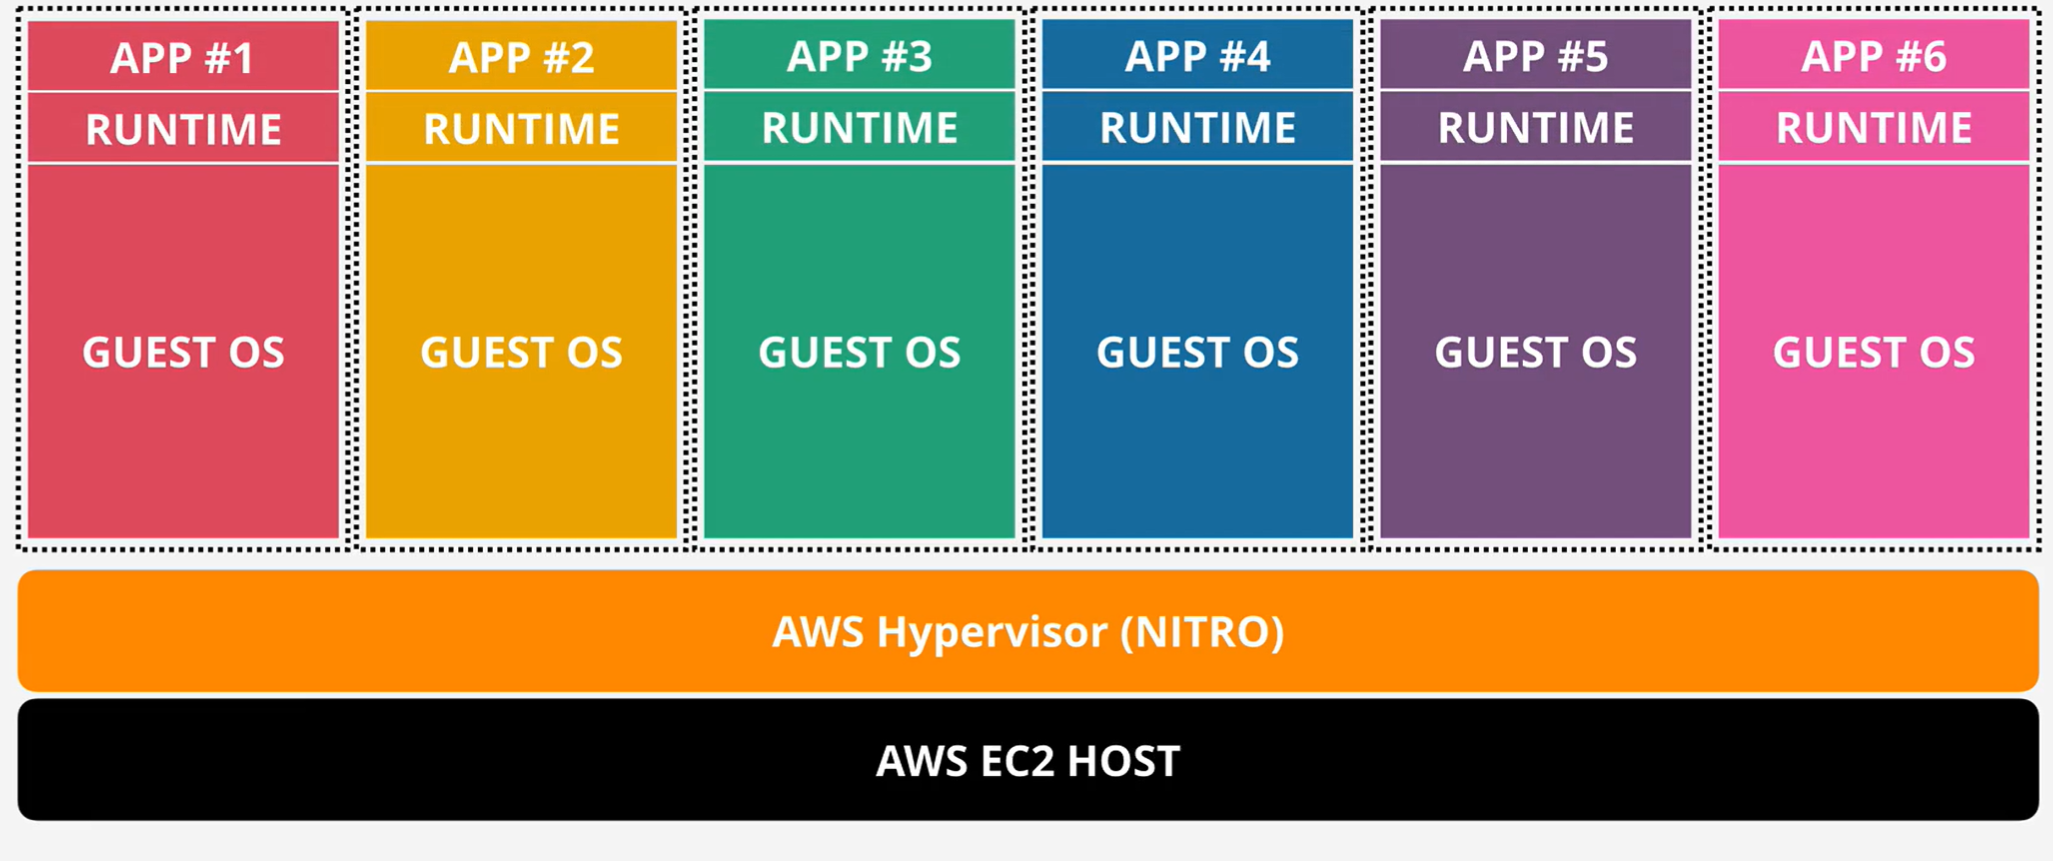 APP #1
RUNTIME
GUEST OS
APP #2
RUNTIME
GUEST OS
APP #3
RUNTIME
GUEST OS
APP #4
RUNTIME
GUEST OS
APP #5
RUNTIME
GUEST OS
APP #6
RUNTIME
GUEST OS
AWS Hypervisor (NITRO)
AWS EC2 HOST